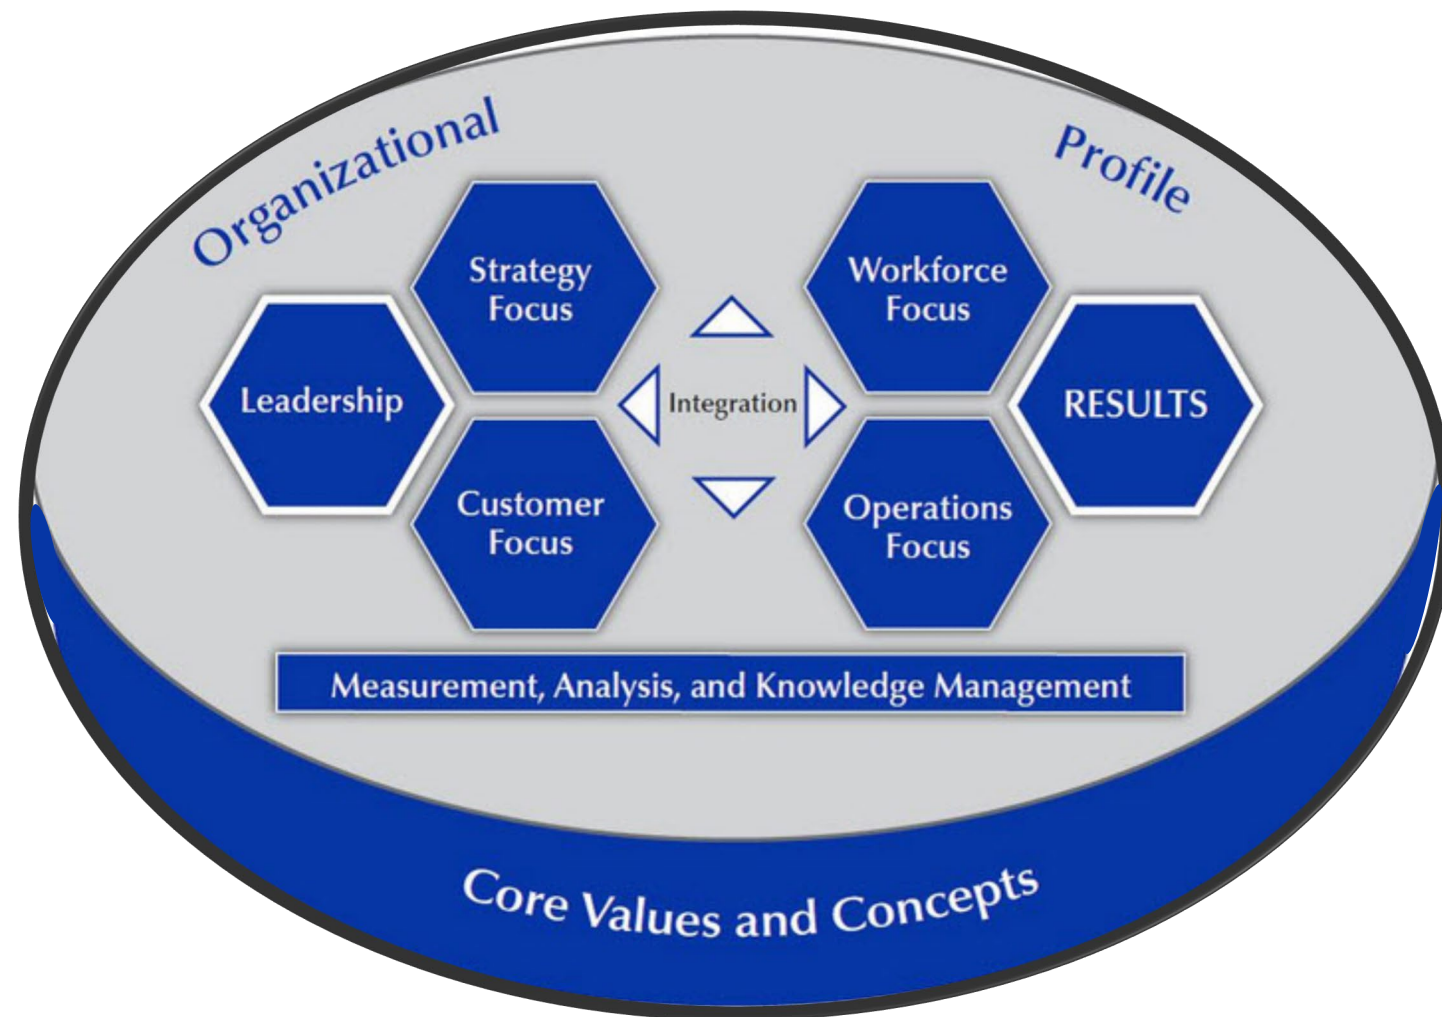 Organizational
Profile
Strategy
Focus
Workforce
Focus
Leadership
Integration
RESULTS
Customer
Focus
Operations
Focus
Measurement, Analysis, and Knowledge Management
Core Values and Concepts